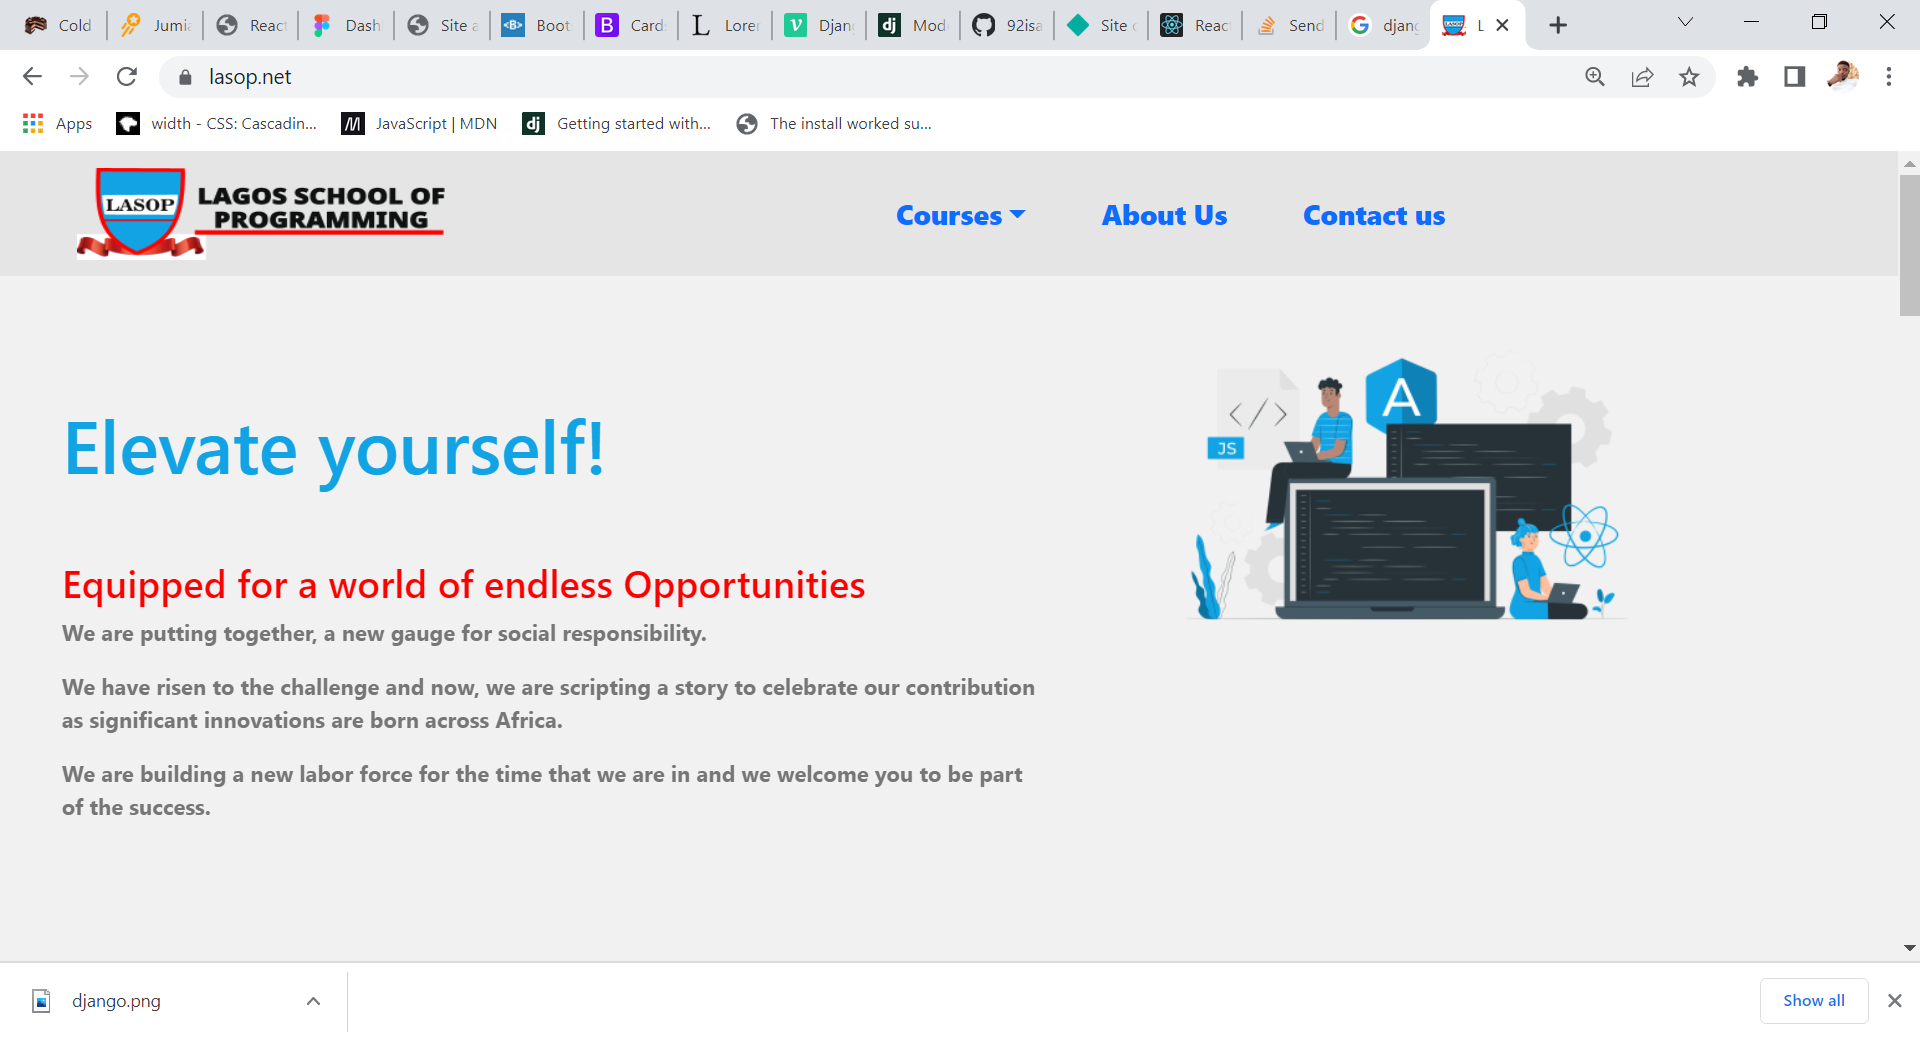 Cold
Jumia
React
Dash
Site a
Boot
Card
Lorer
Djan
Mod
92isa
Site c
React
Send
djang
L
lasop.net
Apps
width - CSS: Cascadin...
JavaScript | MDN
Getting started with...
The install worked su...
LASOP
LAGOS SCHOOL OF
PROGRAMMING
Courses
About Us
Contact us
Elevate yourself!
JS
A
Equipped for a world of endless Opportunities
We are putting together, a new gauge for social responsibility.
We have risen to the challenge and now, we are scripting a story to celebrate our contribution
as significant innovations are born across Africa.
We are building a new labor force for the time that we are in and we welcome you to be part
of the success.
django.png
Show all